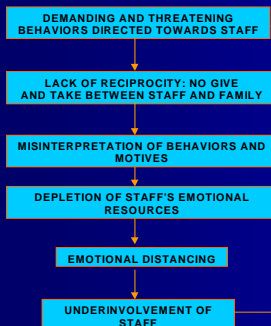 DEMANDING AND THREATENING
BEHAVIORS DIRECTED TOWARDS STAFF
LACK OF RECIPROCITY: NO GIVE
AND TAKE BETWEEN STAFF AND FAMILY
MISINTERPRETATION OF BEHAVIORS AND
MOTIVES
DEPLETION OF STAFF'S EMOTIONAL
RESOURCES
EMOTIONAL DISTANCING
UNDERINVOLVEMENT OF
STAFF